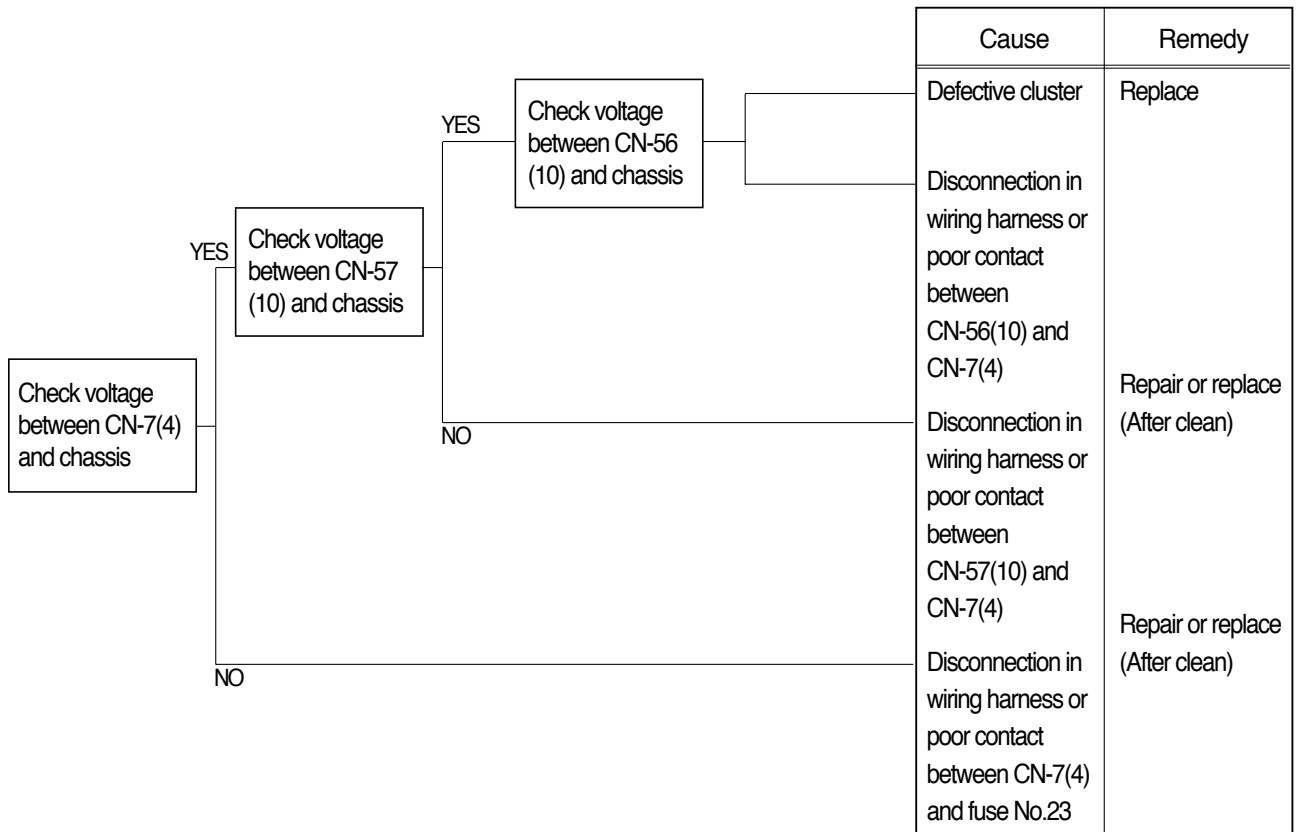 Cause
Remedy
Check voltage
between CN-7(4)
and chassis
YES
NO
Check voltage
between CN-57
(10) and chassis
YES
NO
Check voltage
between CN-56
(10) and chassis
Defective cluster
Replace
Disconnection in
wiring harness or
poor contact
between
CN-56(10) and
CN-7(4)
Repair or replace
(After clean)
Disconnection in
wiring harness or
poor contact
between
CN-57(10) and
CN-7(4)
Repair or replace
(After clean)
Disconnection in
wiring harness or
poor contact
between CN-7(4)
and fuse No.23